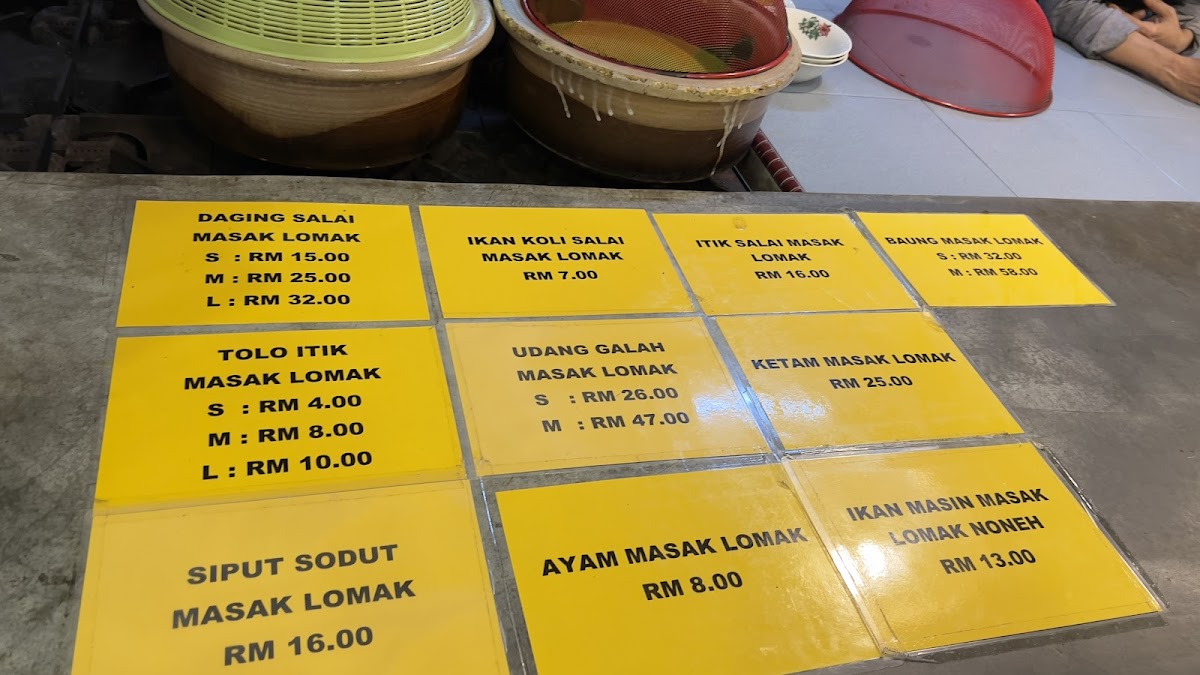 DAGING SALAI
MASAK LOMAK
S : RM 15.00
M : RM 25.00
L : RM 32.00
IKAN KOLI SALAI
MASAK LOMAK
RM 7.00
ITIK SALAI MASAK
LOMAK
RM 16.00
BAUNG MASAK LOMAK
S : RM 32.00
M : RM 58.00
TOLO ITIK
MASAK LOMAK
S : RM 4.00
M : RM 8.00
L : RM 10.00
UDANG GALAH
MASAK LOMAK
S : RM 26.00
M : RM 47.00
KETAM MASAK LOMAK
RM 25.00
SIPUT SODUT
MASAK LOMAK
RM 16.00
AYAM MASAK LOMAK
RM 8.00
IKAN MASIN MASAK
LOMAK NONEH
RM 13.00